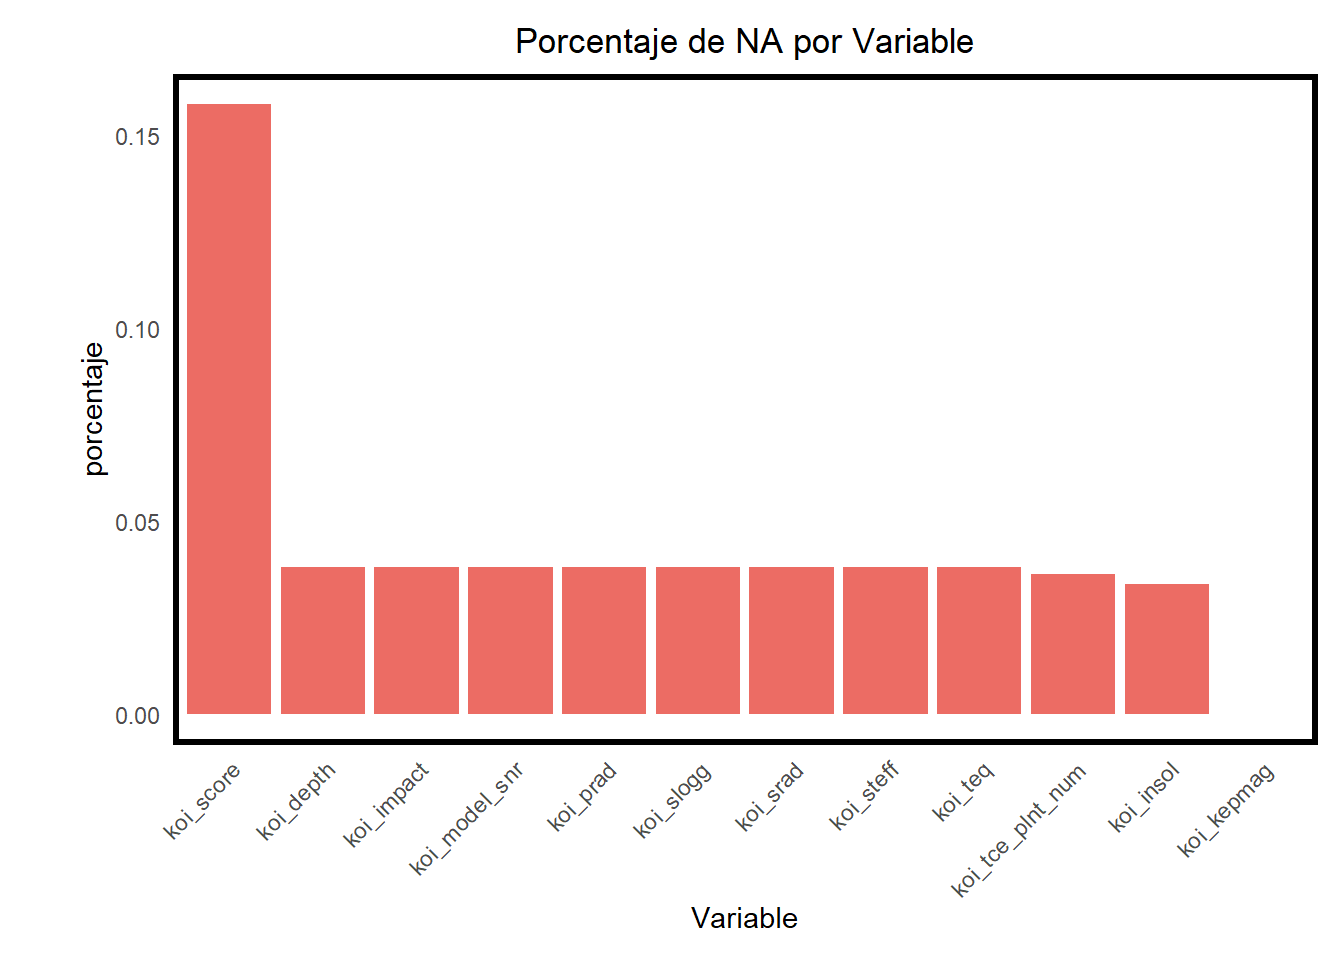 Porcentaje de NA por Variable
porcentaje
0.15
0.10
0.05
0.00
koi_score
koi_depth
koi_impact
koi_model_snr
koi_prad
koi_slogg
koi_srad
koi_steff
koi_teq
koi_tce_plnt_num
koi_insol
koi_kepmag
Variable